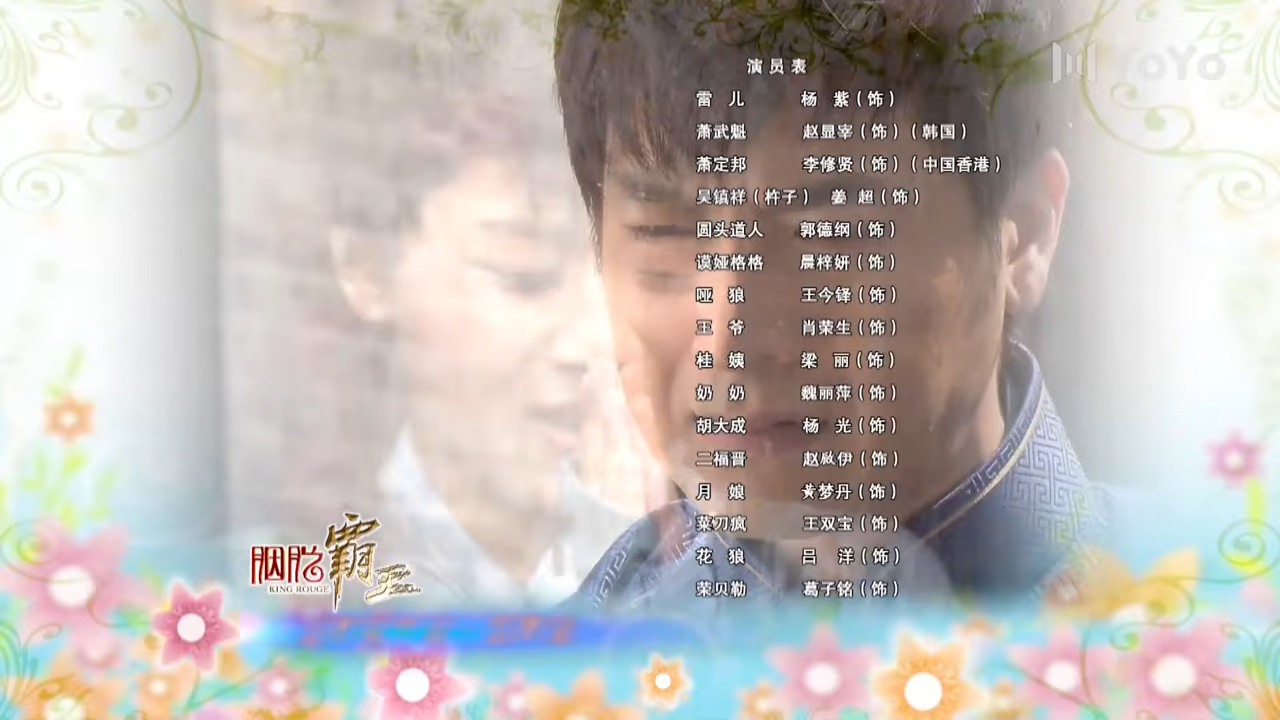 YoYo
演员表
雷 儿 杨 紫（饰）
萧武魁 赵显宰（饰）（韩国）
萧定邦 李修贤（饰）（中国香港）
吴镇祥（杵子） 姜 超（饰）
圆头道人 郭德纲（饰）
谟娅格格 晨梓妍（饰）
哑 狼 王今铎（饰）
王 爷 肖荣生（饰）
桂 姨 梁 丽（饰）
奶 奶 魏丽萍（饰）
胡大成 杨 光（饰）
二福晋 赵敚伊（饰）
月 娘 黄梦丹（饰）
菜刀疯 王双宝（饰）
花 狼 吕 洋（饰）
荣贝勒 葛子铭（饰）
胭脂霸王
KING ROUGE